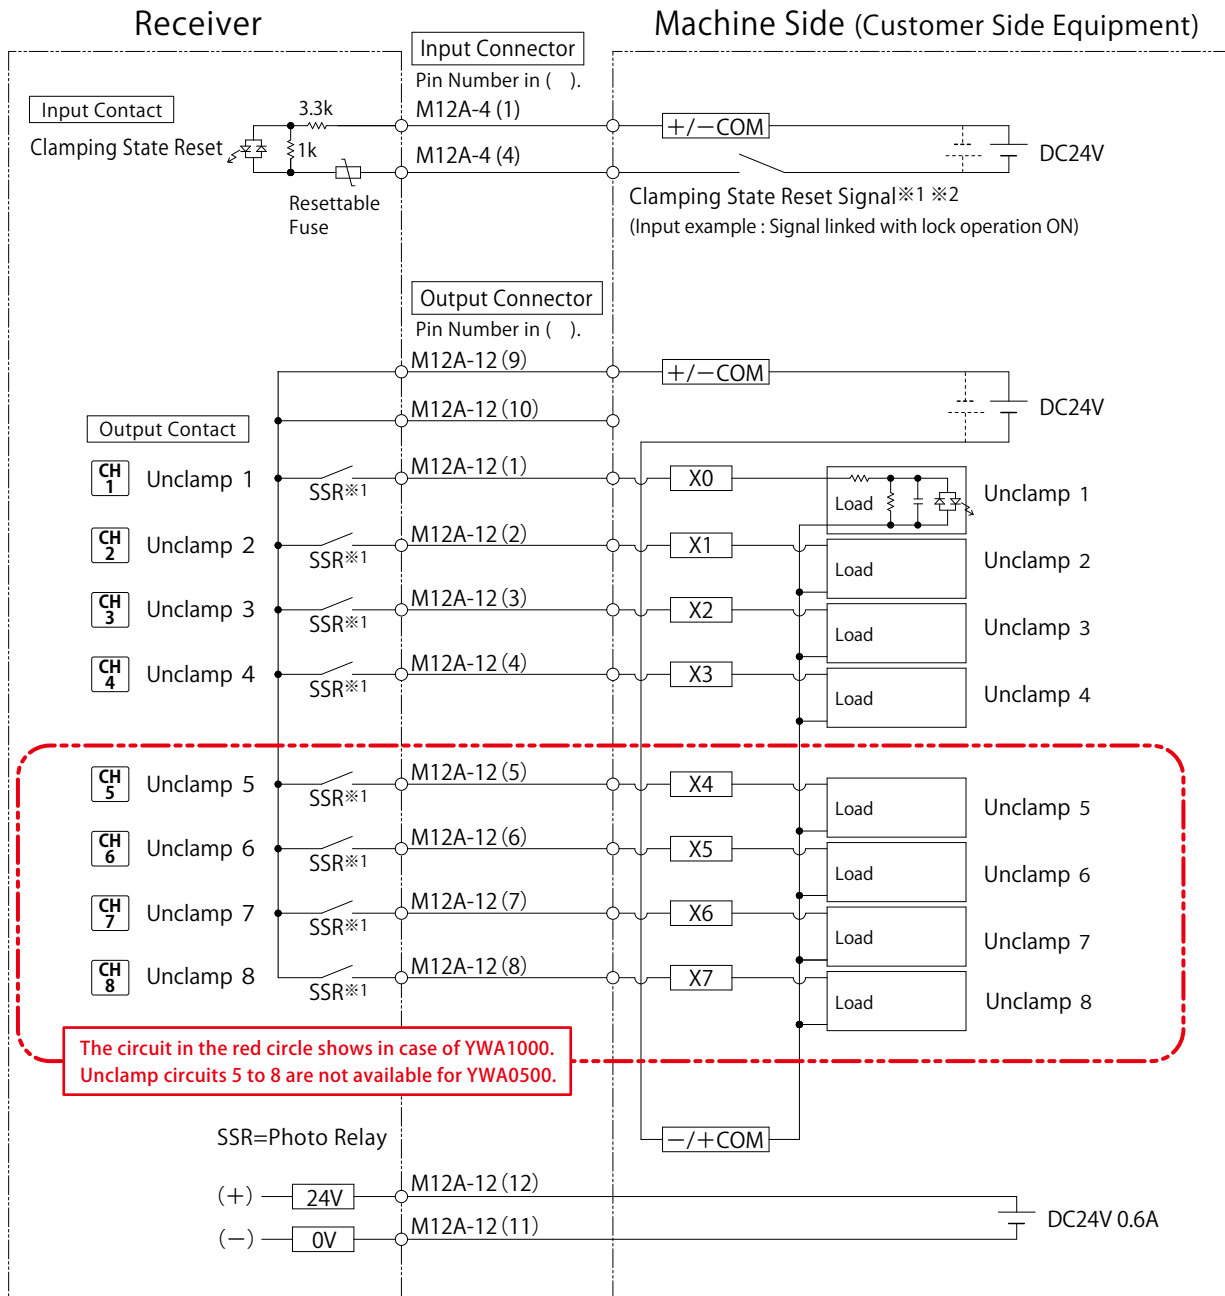 Receiver
Machine Side (Customer Side Equipment)
Input Connector
Pin Number in (   ).
Input Contact
3.3k
M12A-4 (1)
+/−COM
Clamping State Reset
1k
M12A-4 (4)
DC24V
Resettable
Fuse
Clamping State Reset Signal※1 ※2
(Input example : Signal linked with lock operation ON)
Output Connector
Pin Number in (   ).
M12A-12 (9)
+/−COM
M12A-12 (10)
DC24V
Output Contact
CH
1
Unclamp 1
SSR※1
M12A-12 (1)
X0
Load
Unclamp 1
CH
2
Unclamp 2
SSR※1
M12A-12 (2)
X1
Load
Unclamp 2
CH
3
Unclamp 3
SSR※1
M12A-12 (3)
X2
Load
Unclamp 3
CH
4
Unclamp 4
SSR※1
M12A-12 (4)
X3
Load
Unclamp 4
CH
5
Unclamp 5
SSR※1
M12A-12 (5)
X4
Load
Unclamp 5
CH
6
Unclamp 6
SSR※1
M12A-12 (6)
X5
Load
Unclamp 6
CH
7
Unclamp 7
SSR※1
M12A-12 (7)
X6
Load
Unclamp 7
CH
8
Unclamp 8
SSR※1
M12A-12 (8)
X7
Load
Unclamp 8
The circuit in the red circle shows in case of YWA1000.
Unclamp circuits 5 to 8 are not available for YWA0500.
SSR=Photo Relay
−/+COM
(+)
24V
M12A-12 (12)
(−)
0V
M12A-12 (11)
DC24V 0.6A